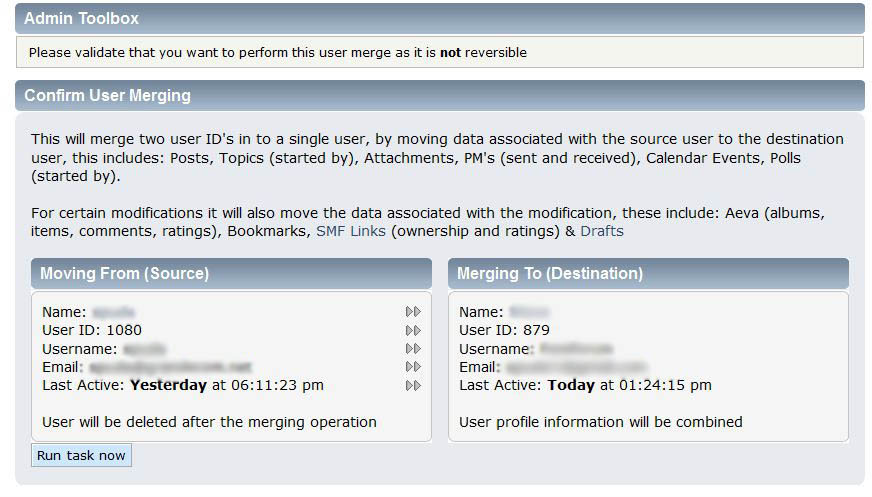 Admin Toolbox
Please validate that you want to perform this user merge as it is not reversible
Confirm User Merging
This will merge two user ID's in to a single user, by moving data associated with the source user to the destination
user, this includes: Posts, Topics (started by), Attachments, PM's (sent and received), Calendar Events, Polls
(started by).
For certain modifications it will also move the data associated with the modification, these include: Aeva (albums,
items, comments, ratings), Bookmarks, SMF Links (ownership and ratings) & Drafts
Moving From (Source)
Name:
User ID: 1080
Username:
Email:
Last Active: Yesterday at 06:11:23 pm
User will be deleted after the merging operation
Merging To (Destination)
Name:
User ID: 879
Username:
Email:
Last Active: Today at 01:24:15 pm
User profile information will be combined
Run task now